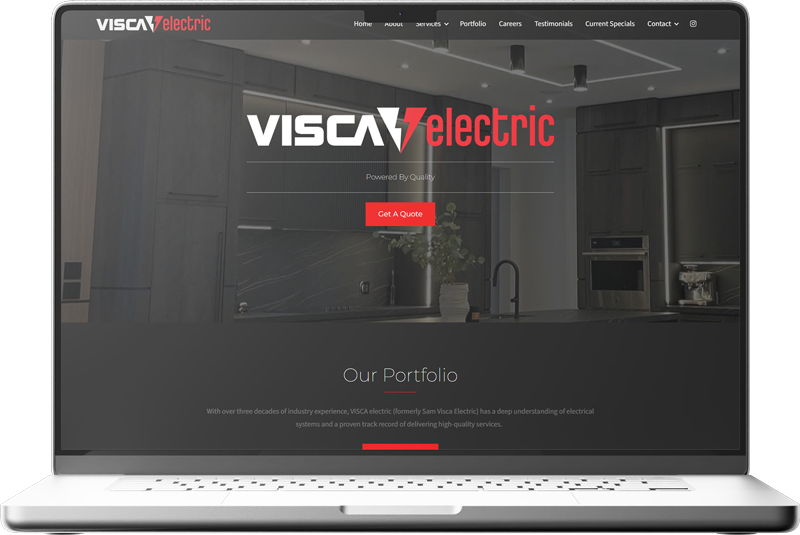 VISCA electric
Home About Services Portfolio Careers Testimonials Current Specials Contact
VISCA electric
Powered By Quality
Get A Quote
Our Portfolio
With over three decades of industry experience, VISCA electric (formerly Sam Visca Electric) has a deep understanding of electrical
systems and a proven track record of delivering high-quality services.